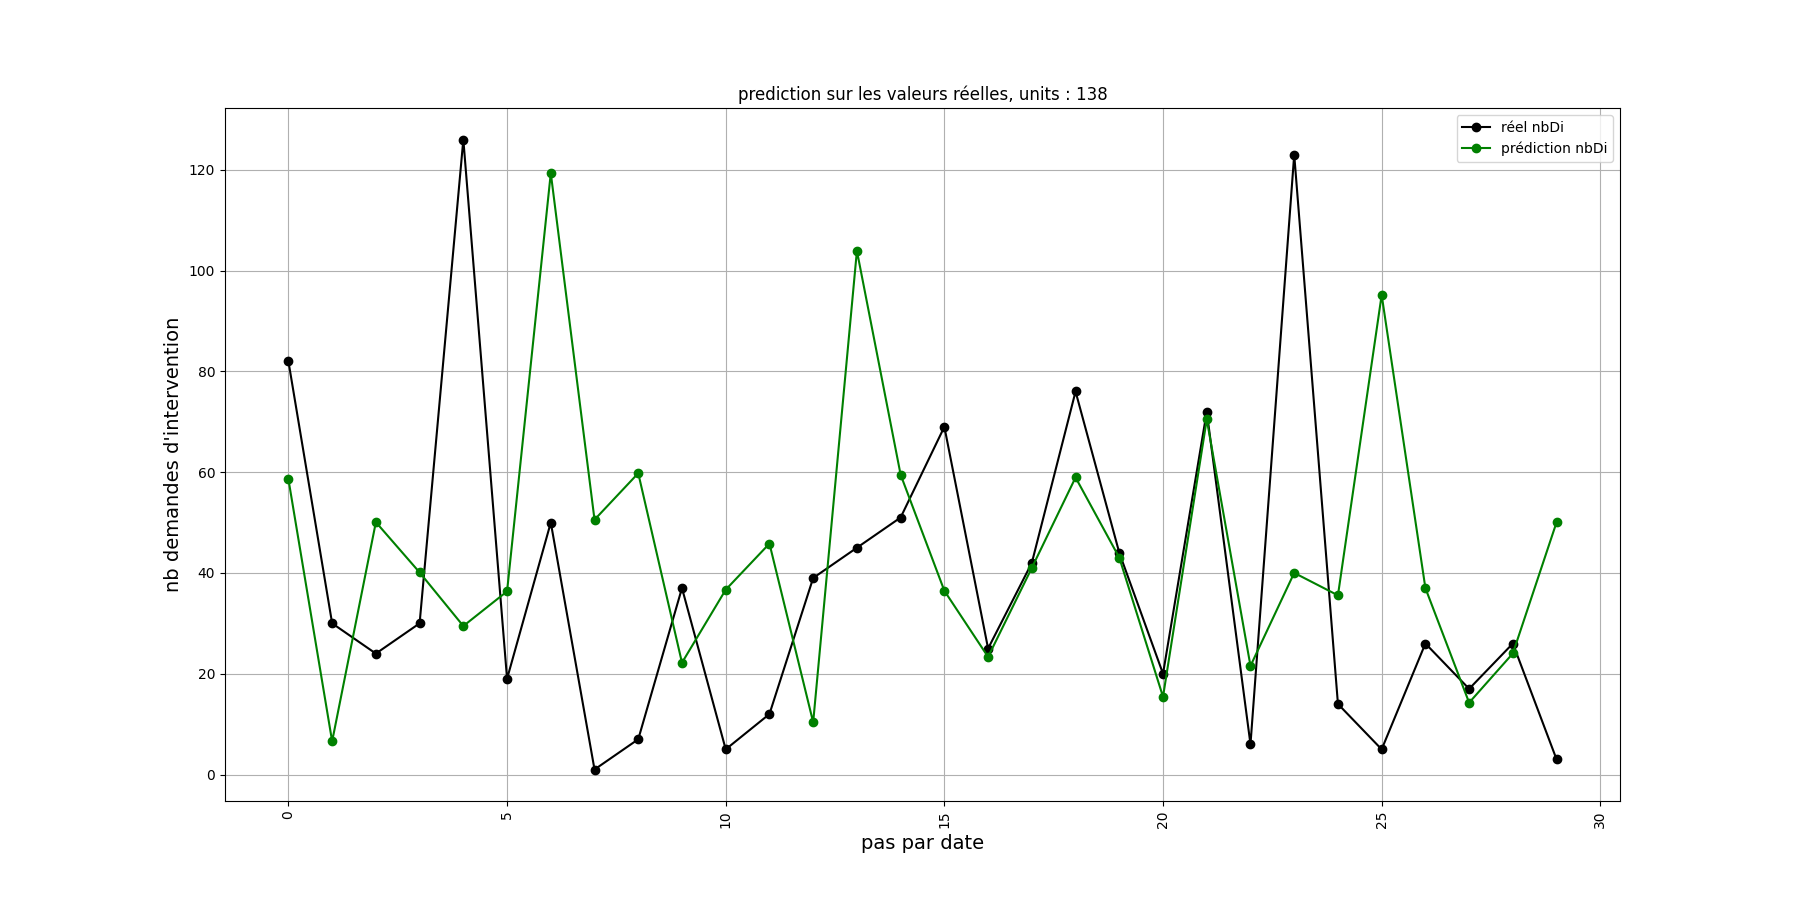 prediction sur les valeurs réelles, units : 138
réel nbDi
prédiction nbDi
120
100
80
60
40
20
0
nb demandes d'intervention
0
5
10
15
20
25
30
pas par date